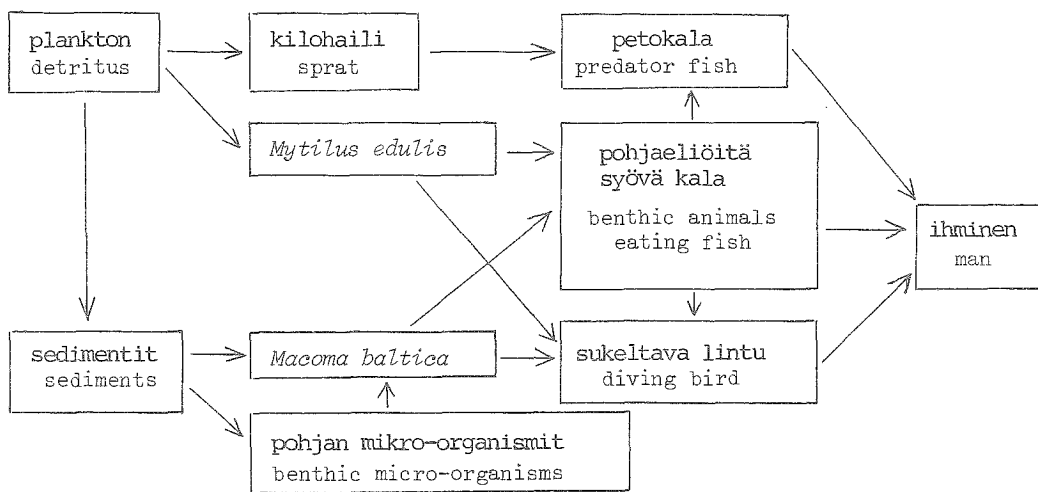 plankton
detritus
kilohaili
sprat
petokala
predator fish
Mytilus edulis
pohjaeliöitä
syövä kala
benthic animals
eating fish
ihminen
man
sedimentit
sediments
Macoma baltica
sukeltava lintu
diving bird
pohjan mikro-organismit
benthic micro-organisms